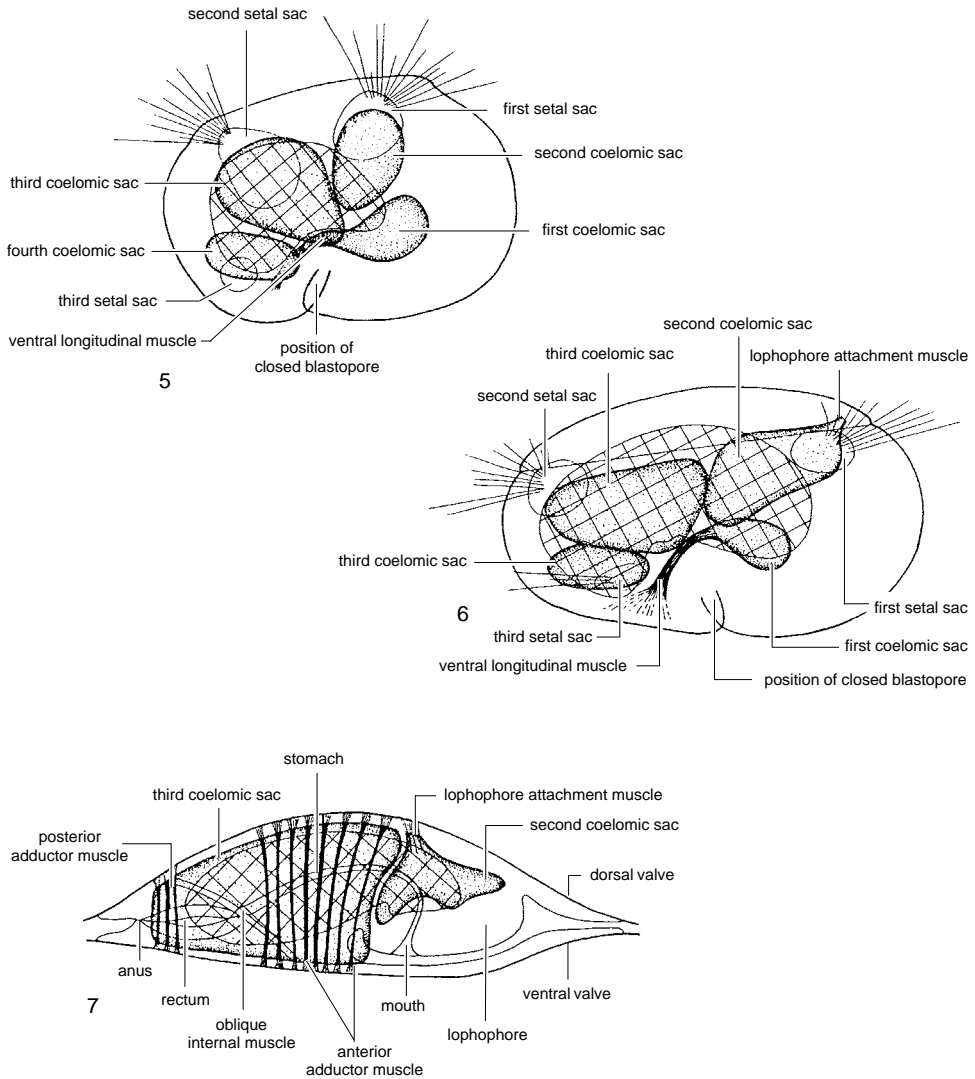 second setal sac
first setal sac
second coelomic sac
third coelomic sac
first coelomic sac
fourth coelomic sac
third setal sac
ventral longitudinal muscle
position of
closed blastopore
5
second coelomic sac
third coelomic sac
lophophore attachment muscle
second setal sac
third coelomic sac
first setal sac
6
third setal sac
first coelomic sac
ventral longitudinal muscle
position of closed blastopore
stomach
third coelomic sac
lophophore attachment muscle
second coelomic sac
posterior
adductor muscle
dorsal valve
anus
rectum
mouth
ventral valve
7
oblique
internal muscle
lophophore
anterior
adductor muscle